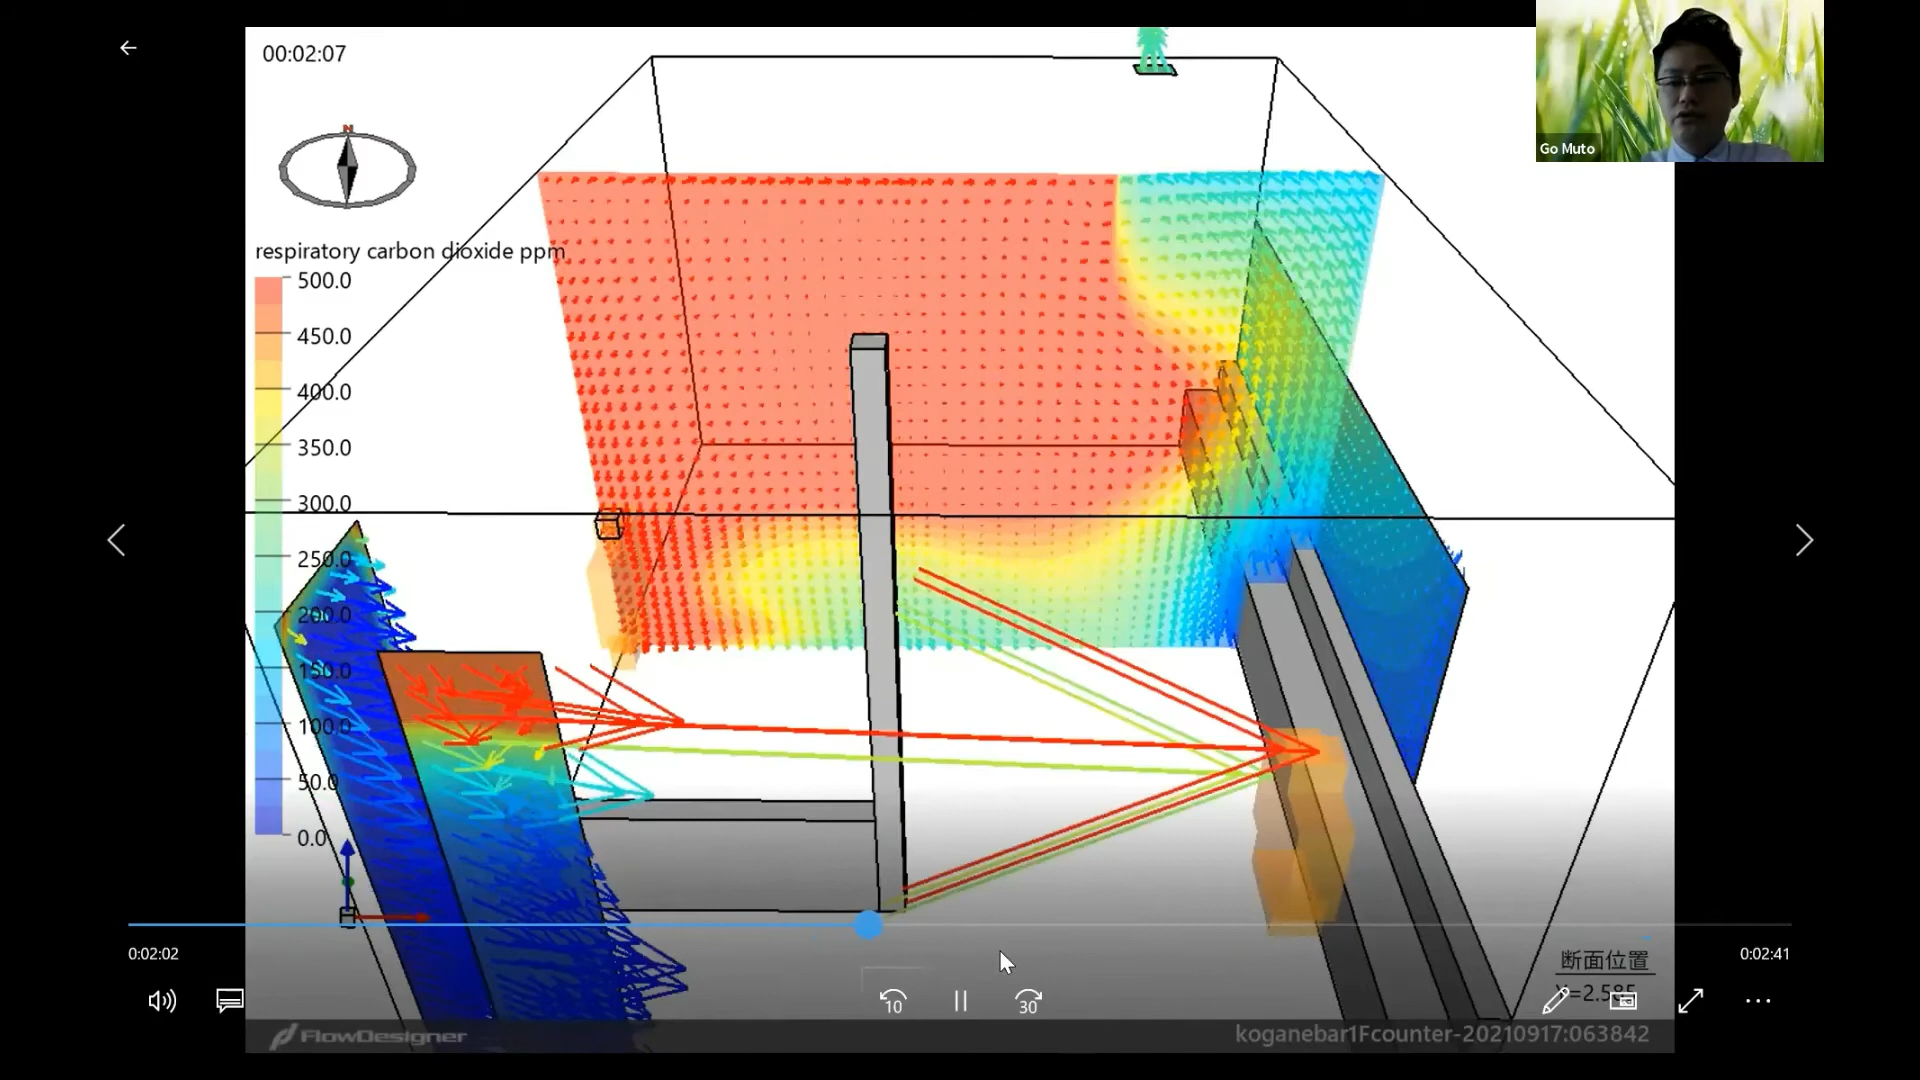 00:02:07
N
Go Muto
respiratory carbon dioxide ppm
500.0
450.0
400.0
350.0
300.0
250.0
200.0
150.0
100.0
50.0
0.0
0:02:02
0:02:41
断面位置
Y=2.585
10
30
FlowDesigner
koganebar1Fcounter-20210917:063842